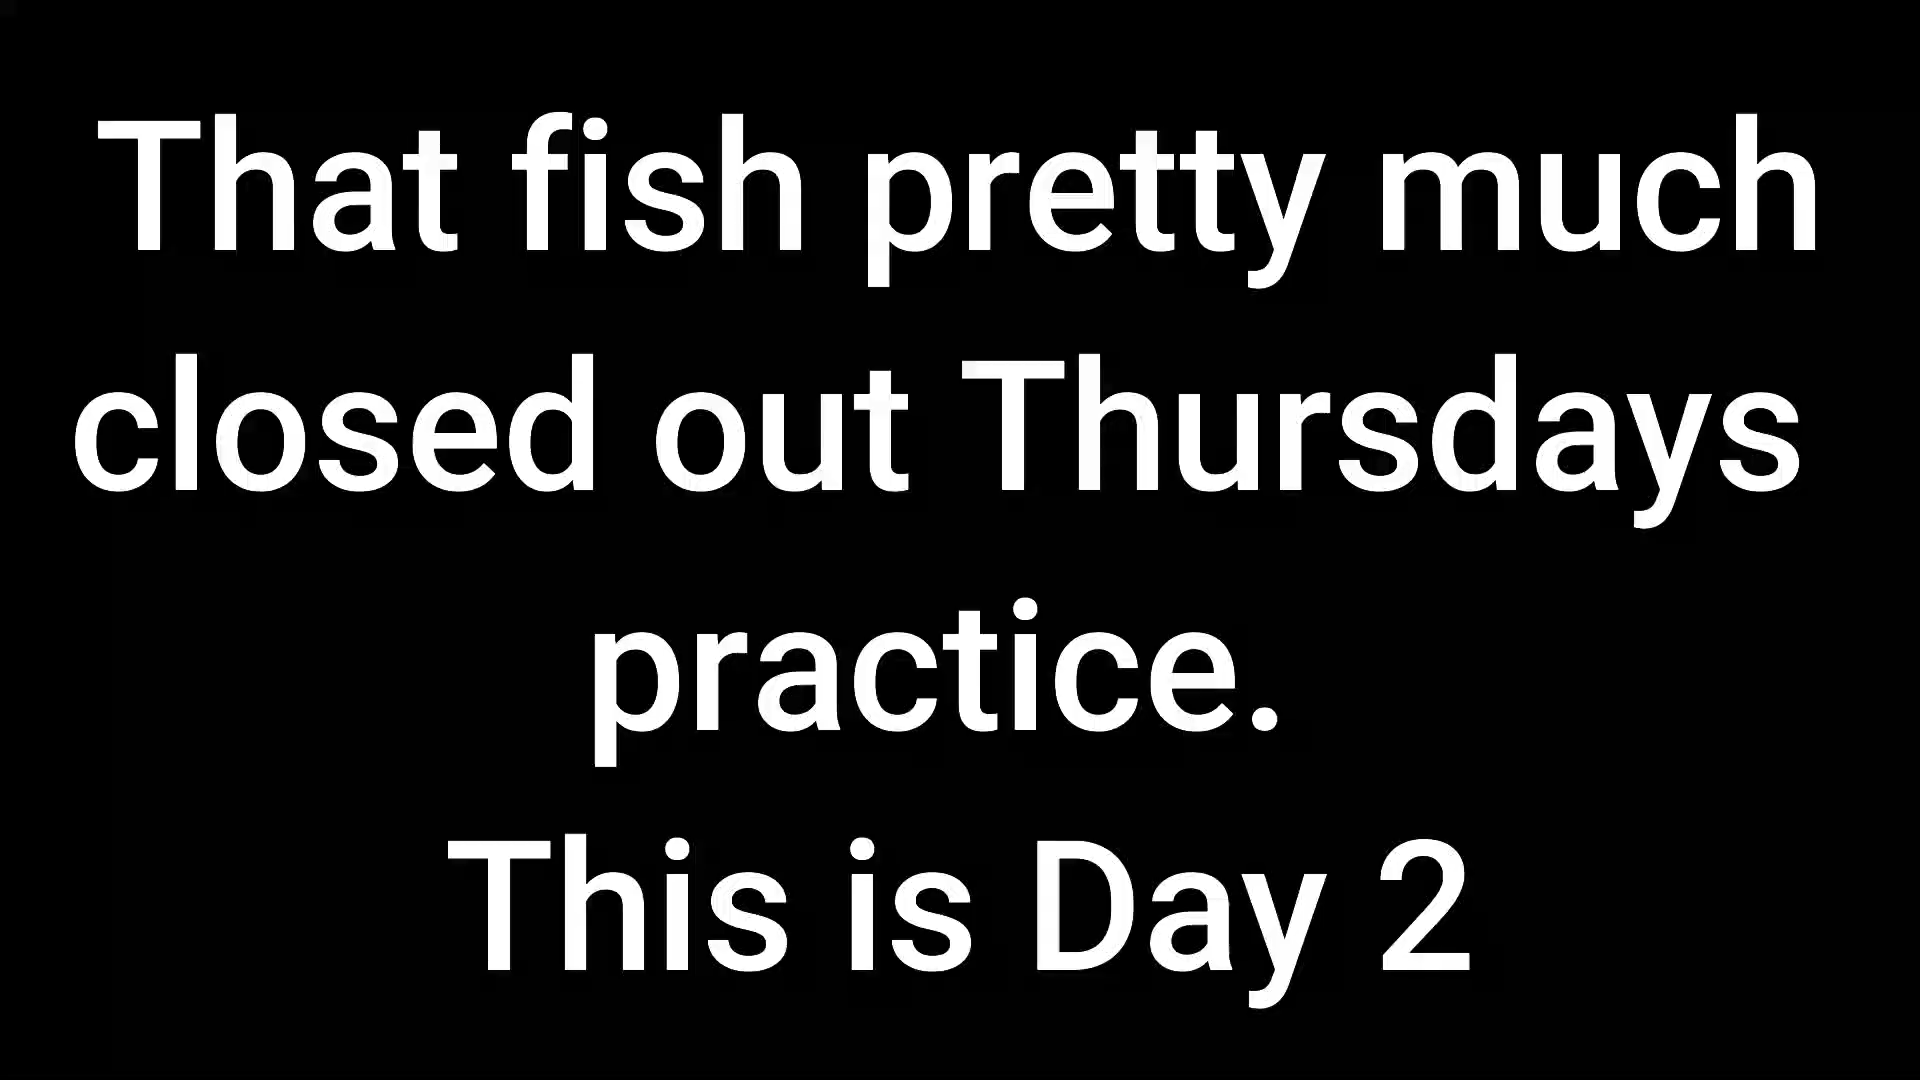 That fish pretty much
closed out Thursdays
practice.
This is Day 2